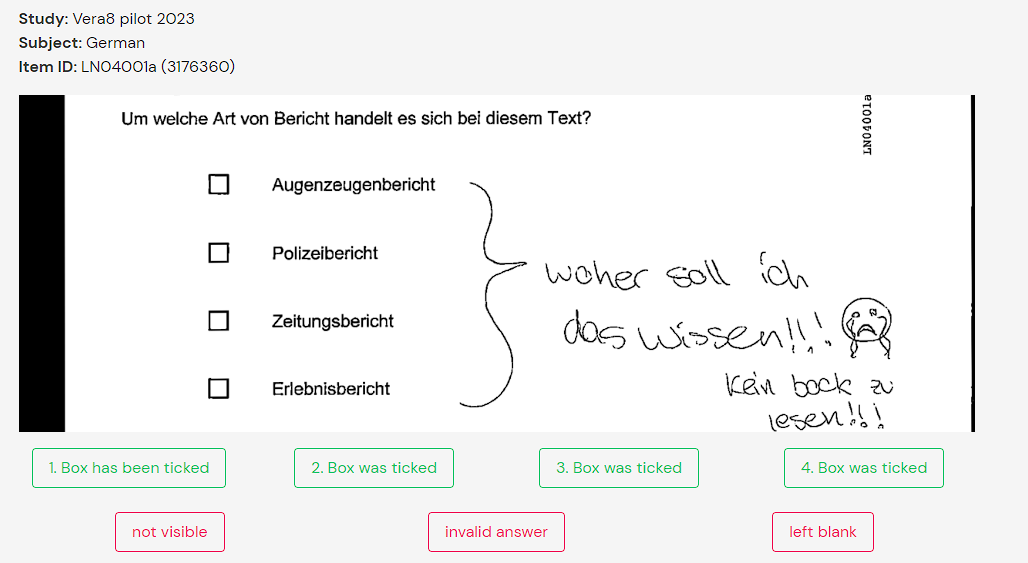 Study: Vera8 pilot 2023
Subject: German
Item ID: LN04001a (3176360)
Um welche Art von Bericht handelt es sich bei diesem Text?
LN04001a
Augenzeugenbericht
Polizeibericht
Zeitungsbericht
Erlebnisbericht
woher soll ich
das wissen!!!
kein bock zu
lesen!!!
1. Box has been ticked
2. Box was ticked
3. Box was ticked
4. Box was ticked
not visible
invalid answer
left blank